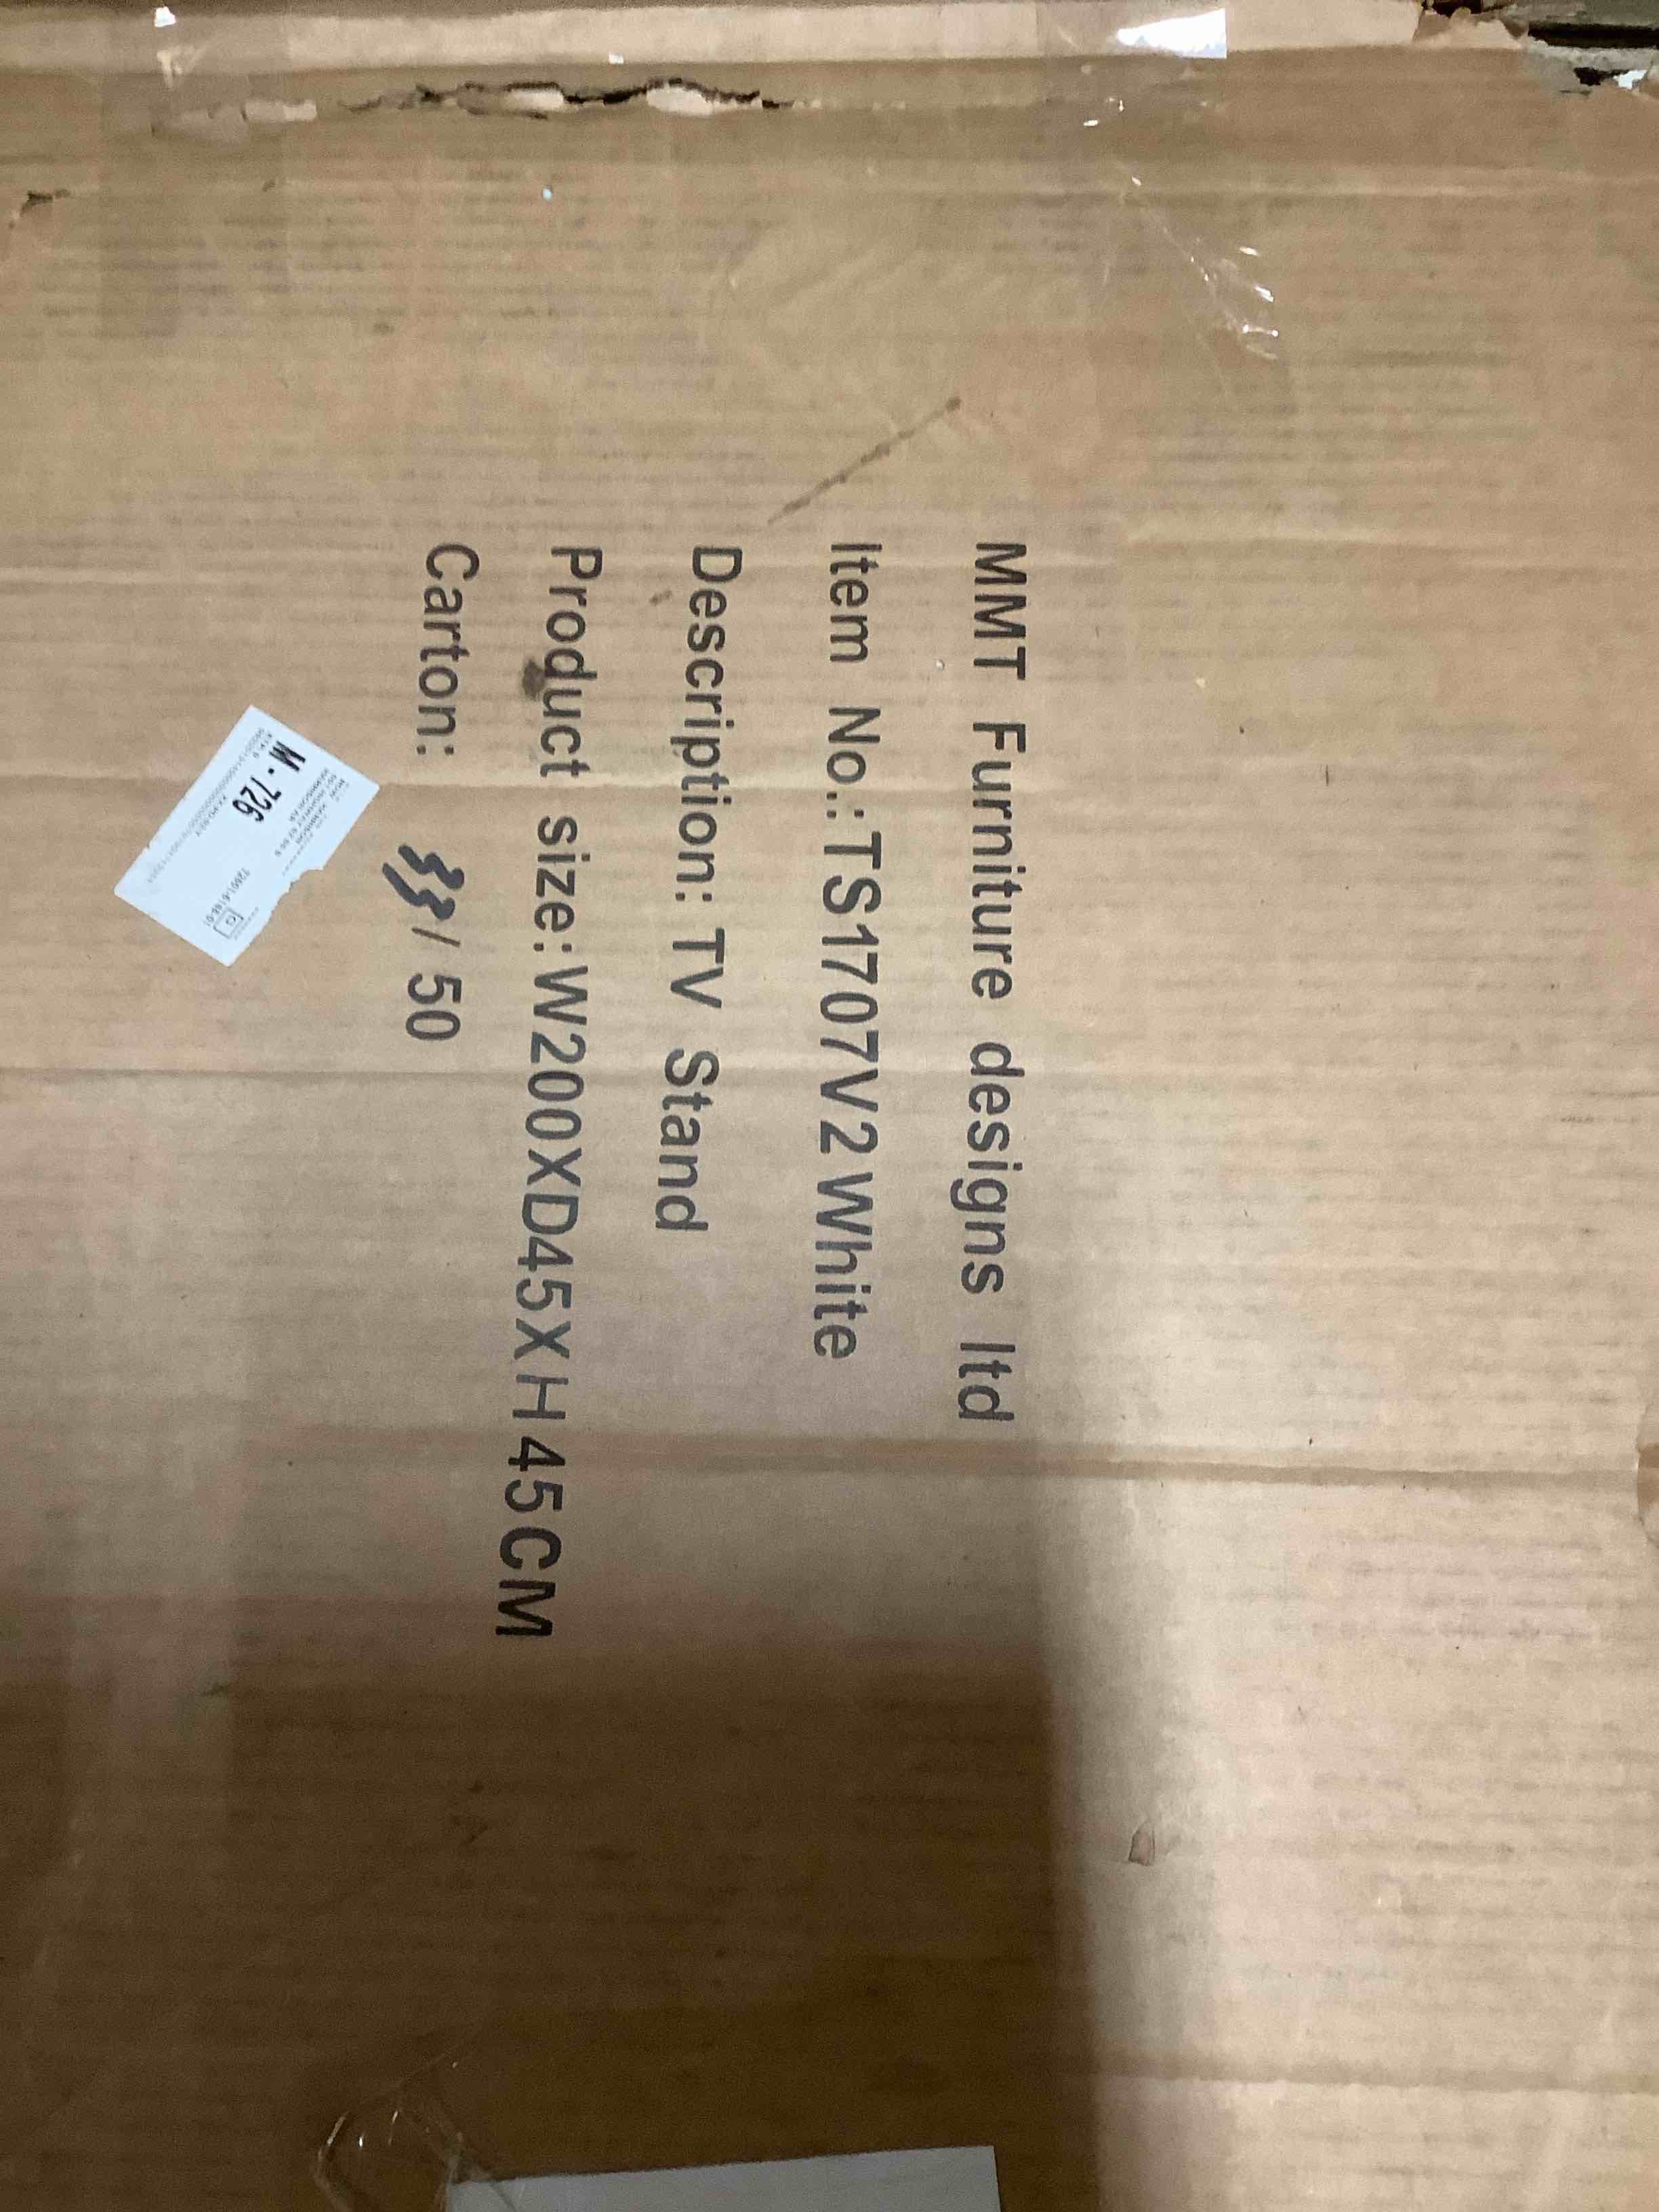 MMT Furniture designs ltd
Item No.:TS1707V2 White
Description: TV Stand
Product size:W200XD45XH45CM
Carton: 33/ 50
M-726